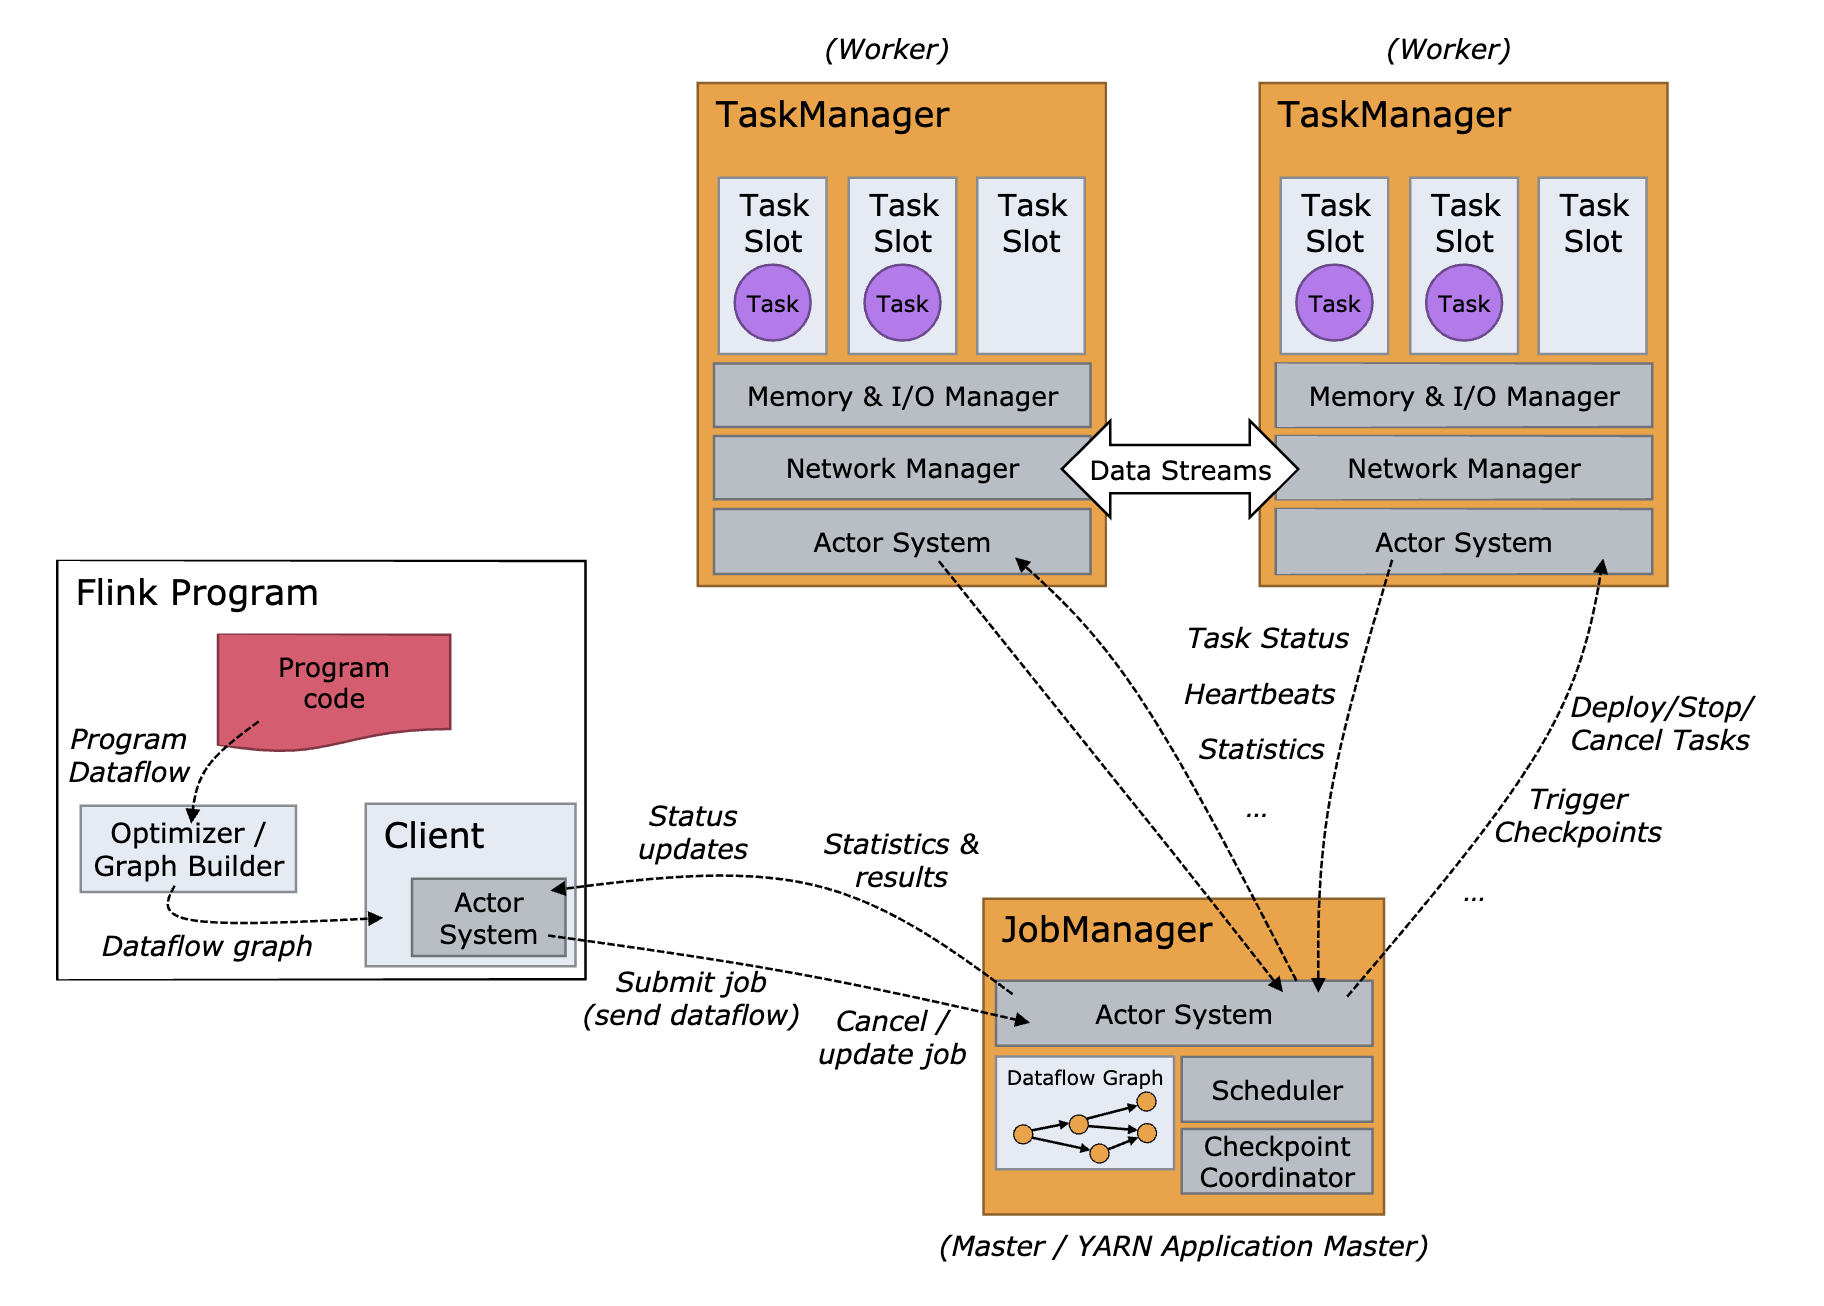 (Worker)
(Worker)
TaskManager
TaskManager
Task
Slot
Task
Task
Slot
Task
Task
Slot
Task
Slot
Task
Task
Slot
Task
Task
Slot
Memory & I/O Manager
Memory & I/O Manager
Network Manager
Data Streams
Network Manager
Actor System
Actor System
Flink Program
Program
code
Program
Dataflow
Optimizer /
Graph Builder
Dataflow graph
Client
Actor
System
Status
updates
Statistics &
results
Submit job
(send dataflow)
Cancel /
update job
Task Status
Heartbeats
Statistics
...
Deploy/Stop/
Cancel Tasks
Trigger
Checkpoints
...
JobManager
Actor System
Dataflow Graph
Scheduler
Checkpoint
Coordinator
(Master / YARN Application Master)